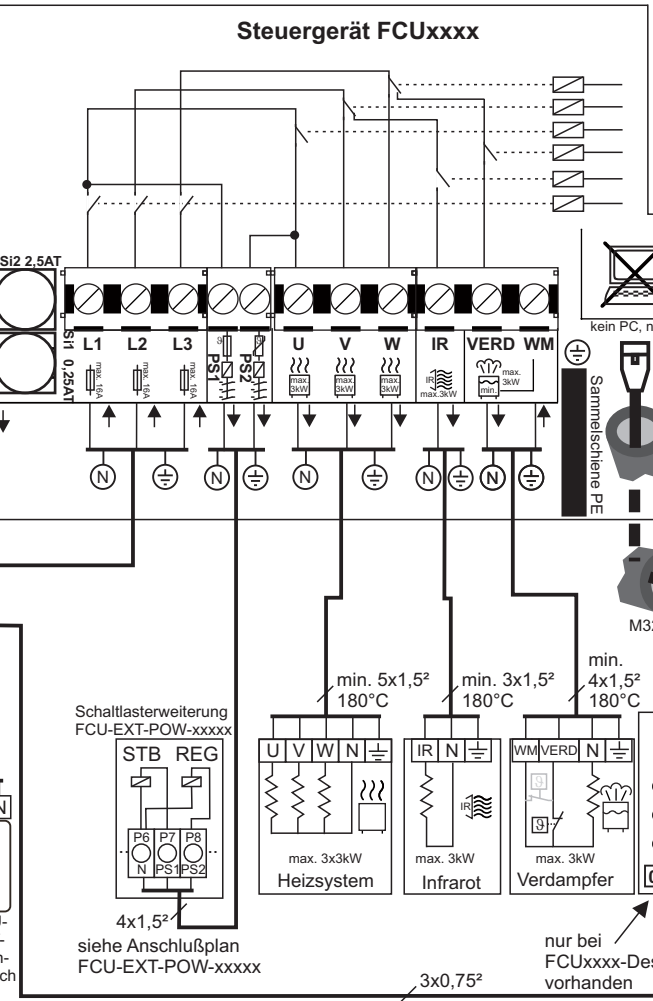 Steuergerät FCUxxxx
Si2 2,5AT
Si1 0,25AT
L1 L2 L3 PS1 PS2 U V W IR VERD WM
max. 16A
max. 16A
max. 16A
ϑ
ϑ
max. 3kW
max. 3kW
max. 3kW
IR
max.3kW
min.
max. 3kW
kein PC, n
Sammelschiene PE
N N N N N
M32
min. 5x1,5²
180°C
min. 3x1,5²
180°C
min.
4x1,5²
180°C
Schaltlasterweiterung
FCU-EXT-POW-xxxxx
STB REG
P6 P7 P8
N PS1 PS2
4x1,5²
siehe Anschlußplan
FCU-EXT-POW-xxxxx
U V W N
max. 3x3kW
Heizsystem
IR N
IR
max. 3kW
Infrarot
WM VERD N
ϑ
ϑ
max. 3kW
Verdampfer
N
n-
ch
nur bei
FCUxxxx-Des
vorhanden
3x0,75²